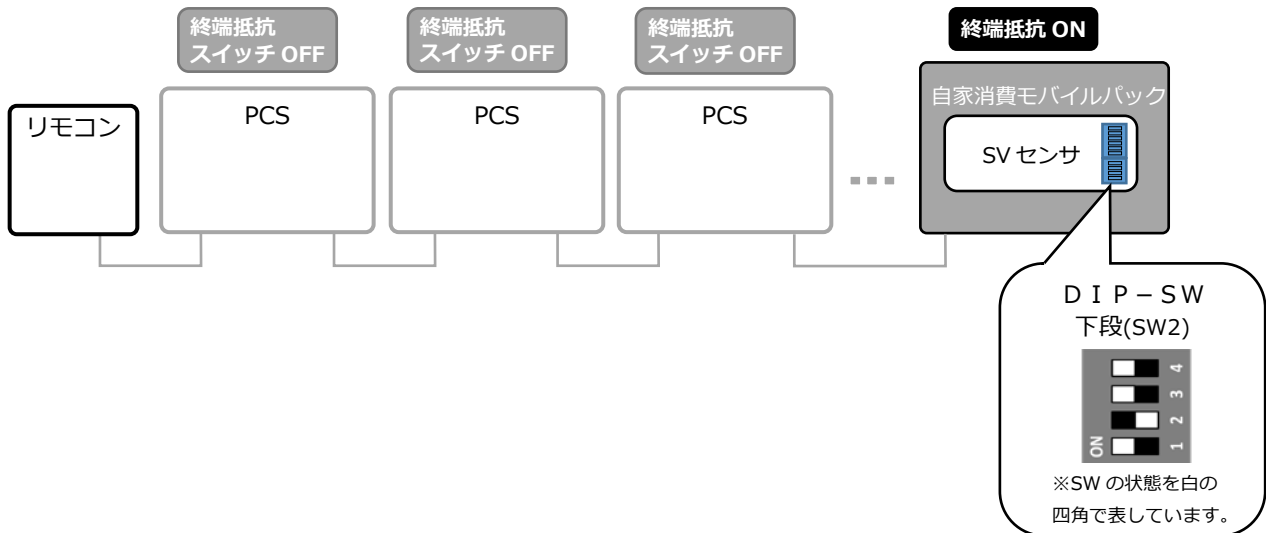 終端抵抗
スイッチ OFF
終端抵抗
スイッチ OFF
終端抵抗
スイッチ OFF
終端抵抗 ON
リモコン
PCS
PCS
PCS
自家消費モバイルパック
SV センサ
ＤＩＰ－ＳＷ
下段(SW2)
4
3
2
ON 1
※SW の状態を白の
四角で表しています。